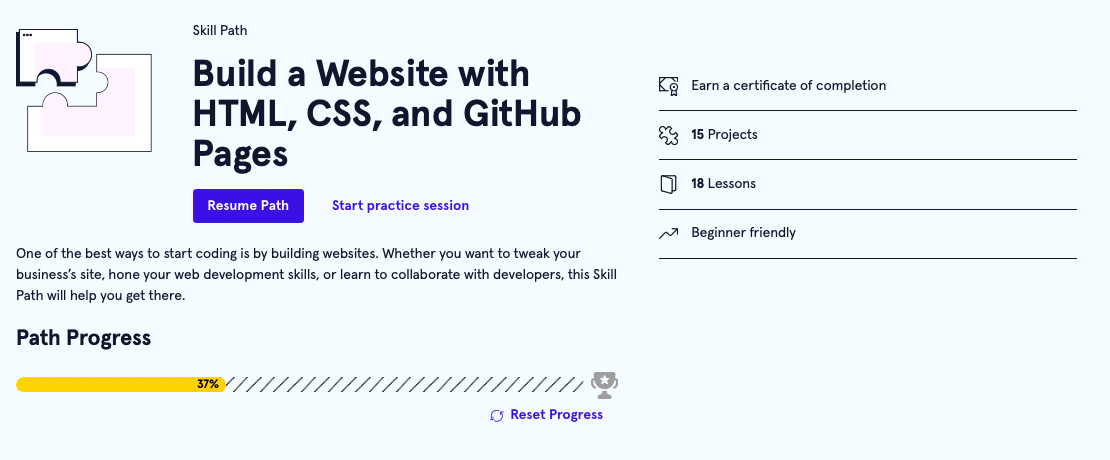 Skill Path
Build a Website with
HTML, CSS, and GitHub
Pages
Resume Path
Start practice session
One of the best ways to start coding is by building websites. Whether you want to tweak your
business’s site, hone your web development skills, or learn to collaborate with developers, this Skill
Path will help you get there.
Path Progress
37%
Reset Progress
Earn a certificate of completion
15 Projects
18 Lessons
Beginner friendly